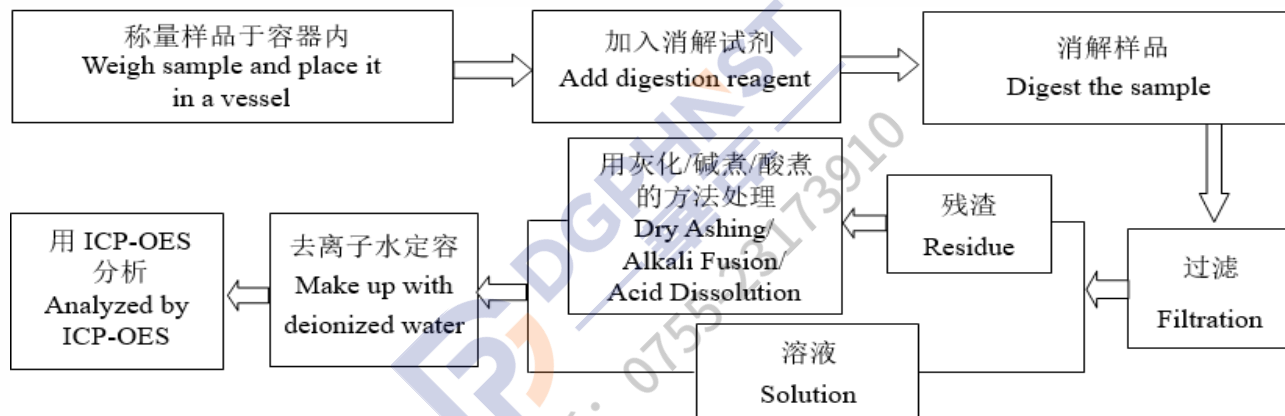 称量样品于容器内
Weigh sample and place it
in a vessel
加入消解试剂
Add digestion reagent
消解样品
Digest the sample
过滤
Filtration
残渣
Residue
用灰化/碱煮/酸煮
的方法处理
Dry Ashing/
Alkali Fusion/
Acid Dissolution
溶液
Solution
去离子水定容
Make up with
deionized water
用 ICP-OES
分析
Analyzed by
ICP-OES
DGPHNST
0755-23173910